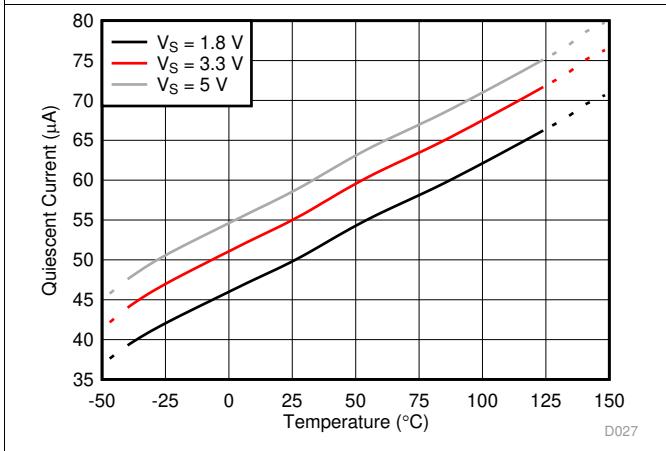 80
75
70
65
60
55
50
45
40
35
V_S = 1.8 V
V_S = 3.3 V
V_S = 5 V
Quiescent Current (µA)
-50 -25 0 25 50 75 100 125 150
Temperature (°C)
D027